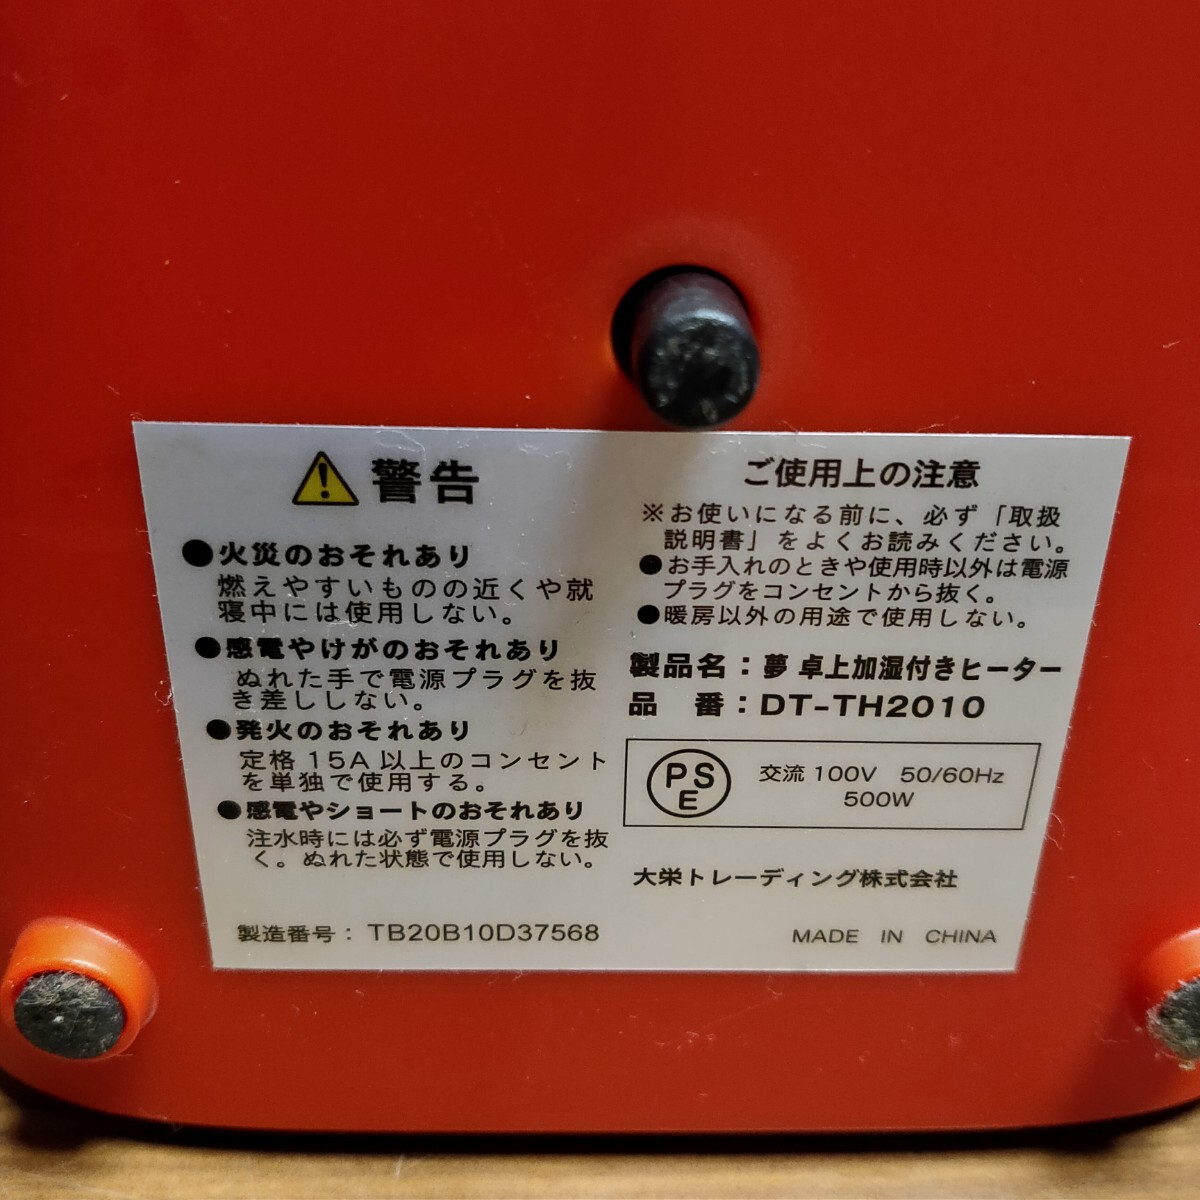 警告
●火災のおそれあり
燃えやすいものの近くや就
寝中には使用しない。
●感電やけがのおそれあり
ぬれた手で電源プラグを抜
き差ししない。
●発火のおそれあり
定格15A以上のコンセント
を単独で使用する。
●感電やショートのおそれあり
注水時には必ず電源プラグを抜
く。ぬれた状態で使用しない。
製造番号：TB20B10D37568
ご使用上の注意
※お使いになる前に、必ず「取扱
説明書」をよくお読みください。
●お手入れのときや使用時以外は電源
プラグをコンセントから抜く。
●暖房以外の用途で使用しない。
製品名：夢 卓上加湿付きヒーター
品　番：DT-TH2010
PS
E
交流 100V 50/60Hz
500W
大栄トレーディング株式会社
MADE IN CHINA